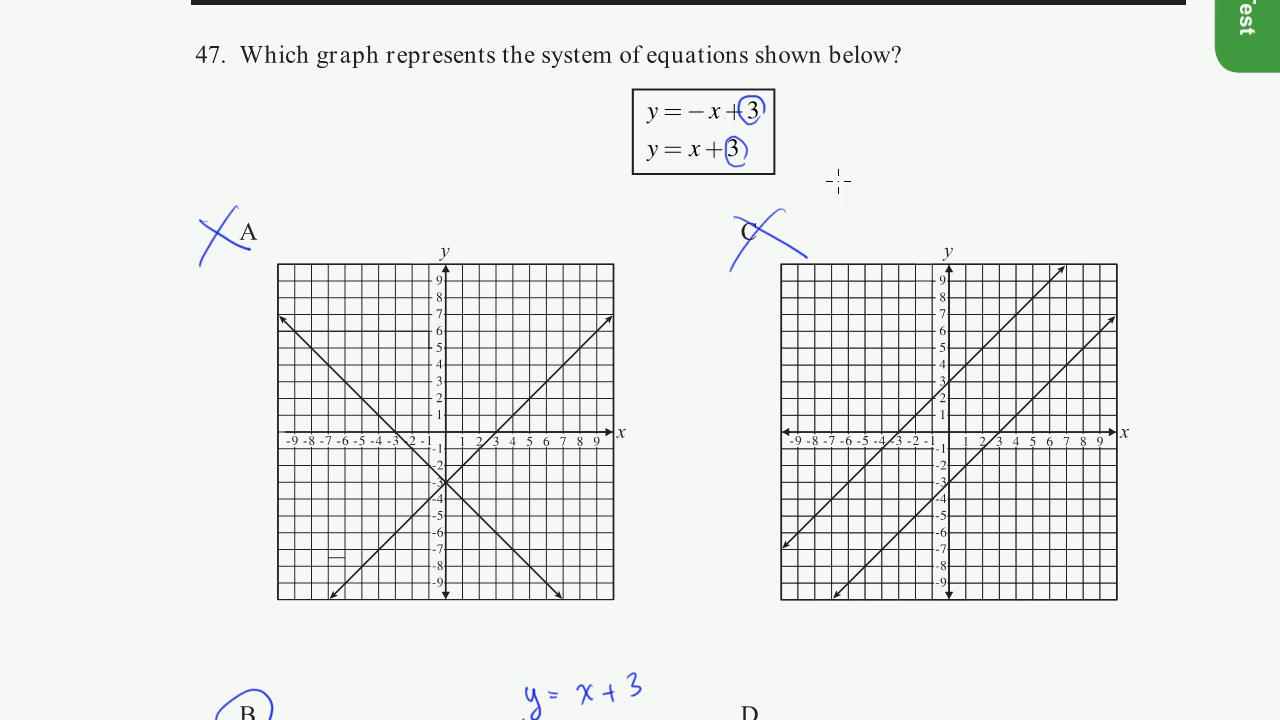 est
47. Which graph represents the system of equations shown below?
y = − x + 3
y = x + 3
A
C
y
y
9
9
8
8
7
7
6
6
5
5
4
4
3
3
2
2
1
1
-9 -8 -7 -6 -5 -4 -3 -2 -1 1 2 3 4 5 6 7 8 9 x
-9 -8 -7 -6 -5 -4 -3 -2 -1 1 2 3 4 5 6 7 8 9 x
-1
-1
-2
-2
-3
-3
-4
-4
-5
-5
-6
-6
-7
-7
-8
-8
-9
-9
y = x + 3
B
D